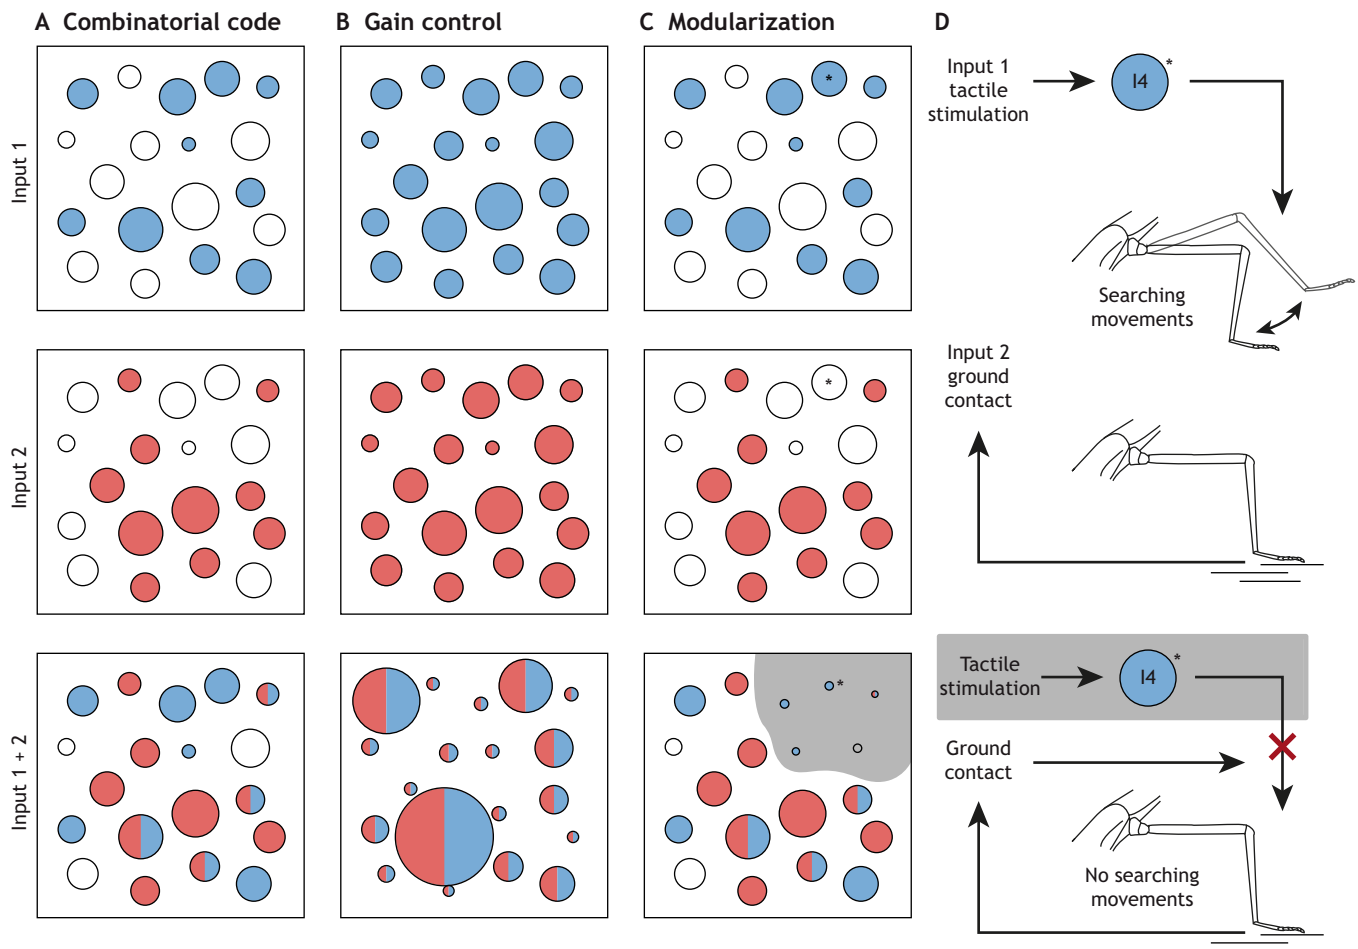 A Combinatorial code
B Gain control
C Modularization
D
Input 1
*
Input 1
tactile
stimulation
I4
*
Searching
movements
Input 2
*
Input 2
ground
contact
Input 1 + 2
*
Tactile
stimulation
I4
*
Ground
contact
No searching
movements